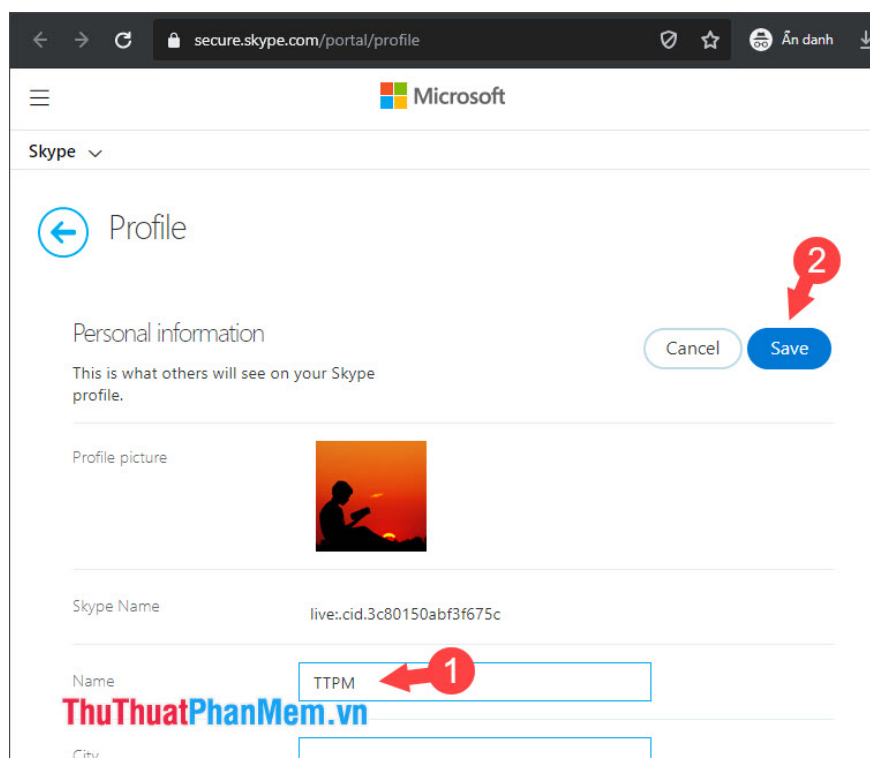 secure.skype.com/portal/profile
Ẩn danh
Microsoft
Skype
Profile
2
Personal information
Cancel
Save
This is what others will see on your Skype
profile.
Profile picture
Skype Name
live:.cid.3c80150abf3f675c
Name
TTPM
1
ThuThuatPhanMem.vn
City